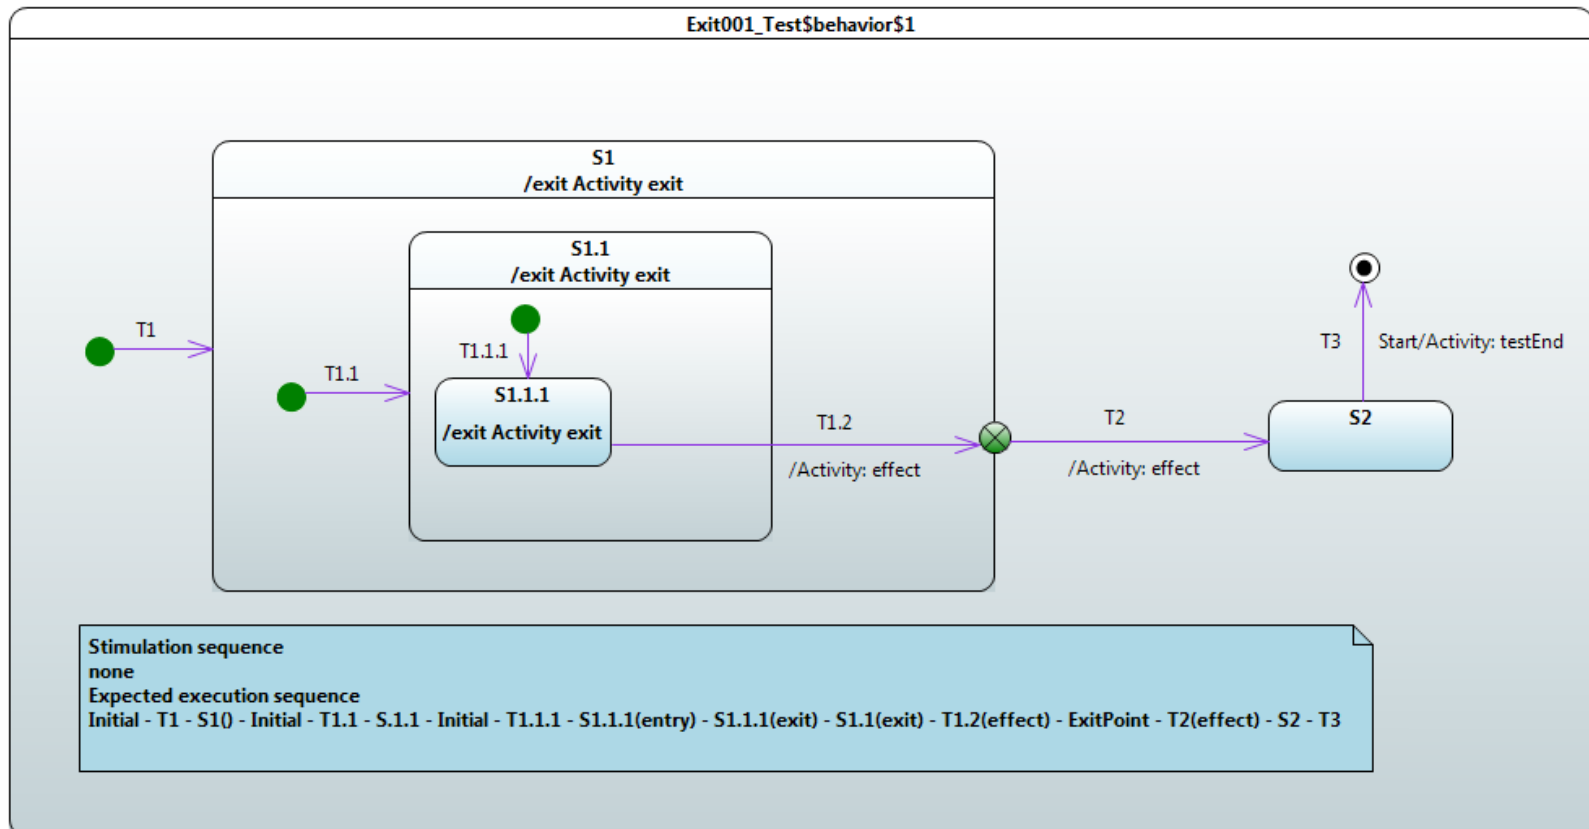 Exit001_Test$behavior$1
S1
/exit Activity exit
S1.1
/exit Activity exit
T1
T1.1
T1.1.1
S1.1.1
/exit Activity exit
T1.2
/Activity: effect
T2
/Activity: effect
T3
Start/Activity: testEnd
S2
Stimulation sequence
none
Expected execution sequence
Initial - T1 - S1() - Initial - T1.1 - S.1.1 - Initial - T1.1.1 - S1.1.1(entry) - S1.1.1(exit) - S1.1(exit) - T1.2(effect) - ExitPoint - T2(effect) - S2 - T3